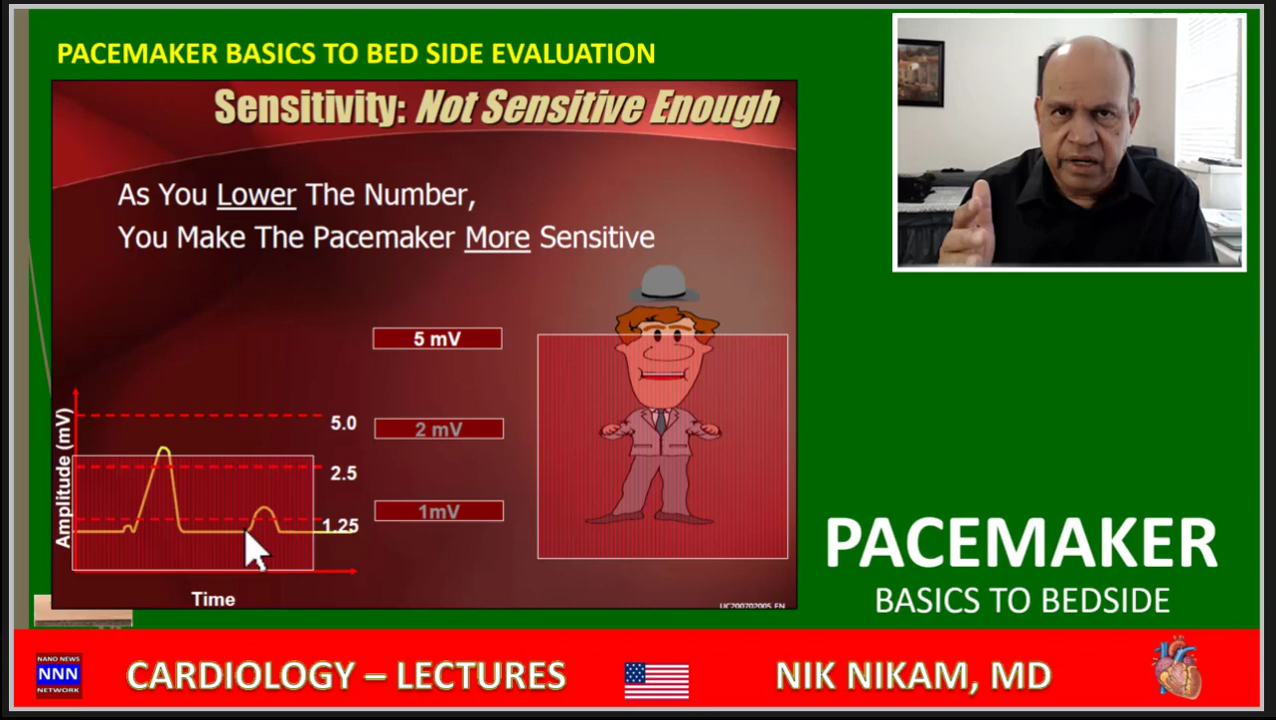 PACEMAKER BASICS TO BED SIDE EVALUATION
Sensitivity: Not Sensitive Enough
As You Lower The Number,
You Make The Pacemaker More Sensitive
5 mV
2 mV
1mV
Amplitude (mV)
5.0
2.5
1.25
Time
UC200702005 EN
PACEMAKER
BASICS TO BEDSIDE
NANO NEWS
NNN
NETWORK
CARDIOLOGY – LECTURES
NIK NIKAM, MD